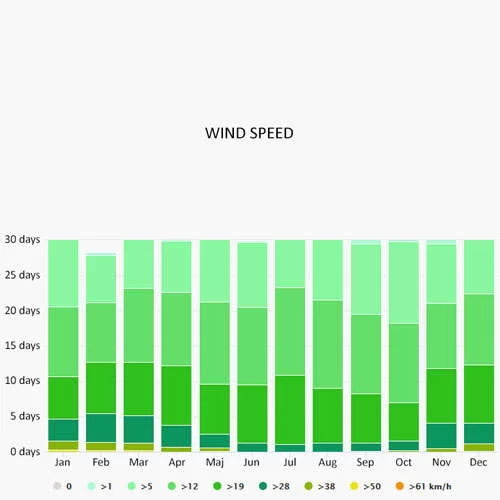 WIND SPEED
30 days
25 days
20 days
15 days
10 days
5 days
0 days
Jan Feb Mar Apr Maj Jun Jul Aug Sep Oct Nov Dec
0 >1 >5 >12 >19 >28 >38 >50 >61 km/h